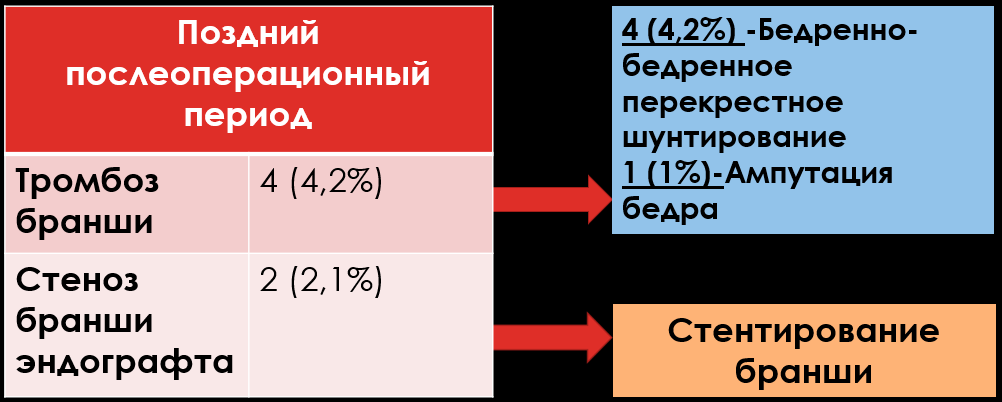 Поздний
послеоперационный
период
Тромбоз
бранши
4 (4,2%)
Стеноз
бранши
эндографта
2 (2,1%)
4 (4,2%) -Бедренно-
бедренное
перекрестное
шунтирование
1 (1%)-Ампутация
бедра
Стентирование
бранши